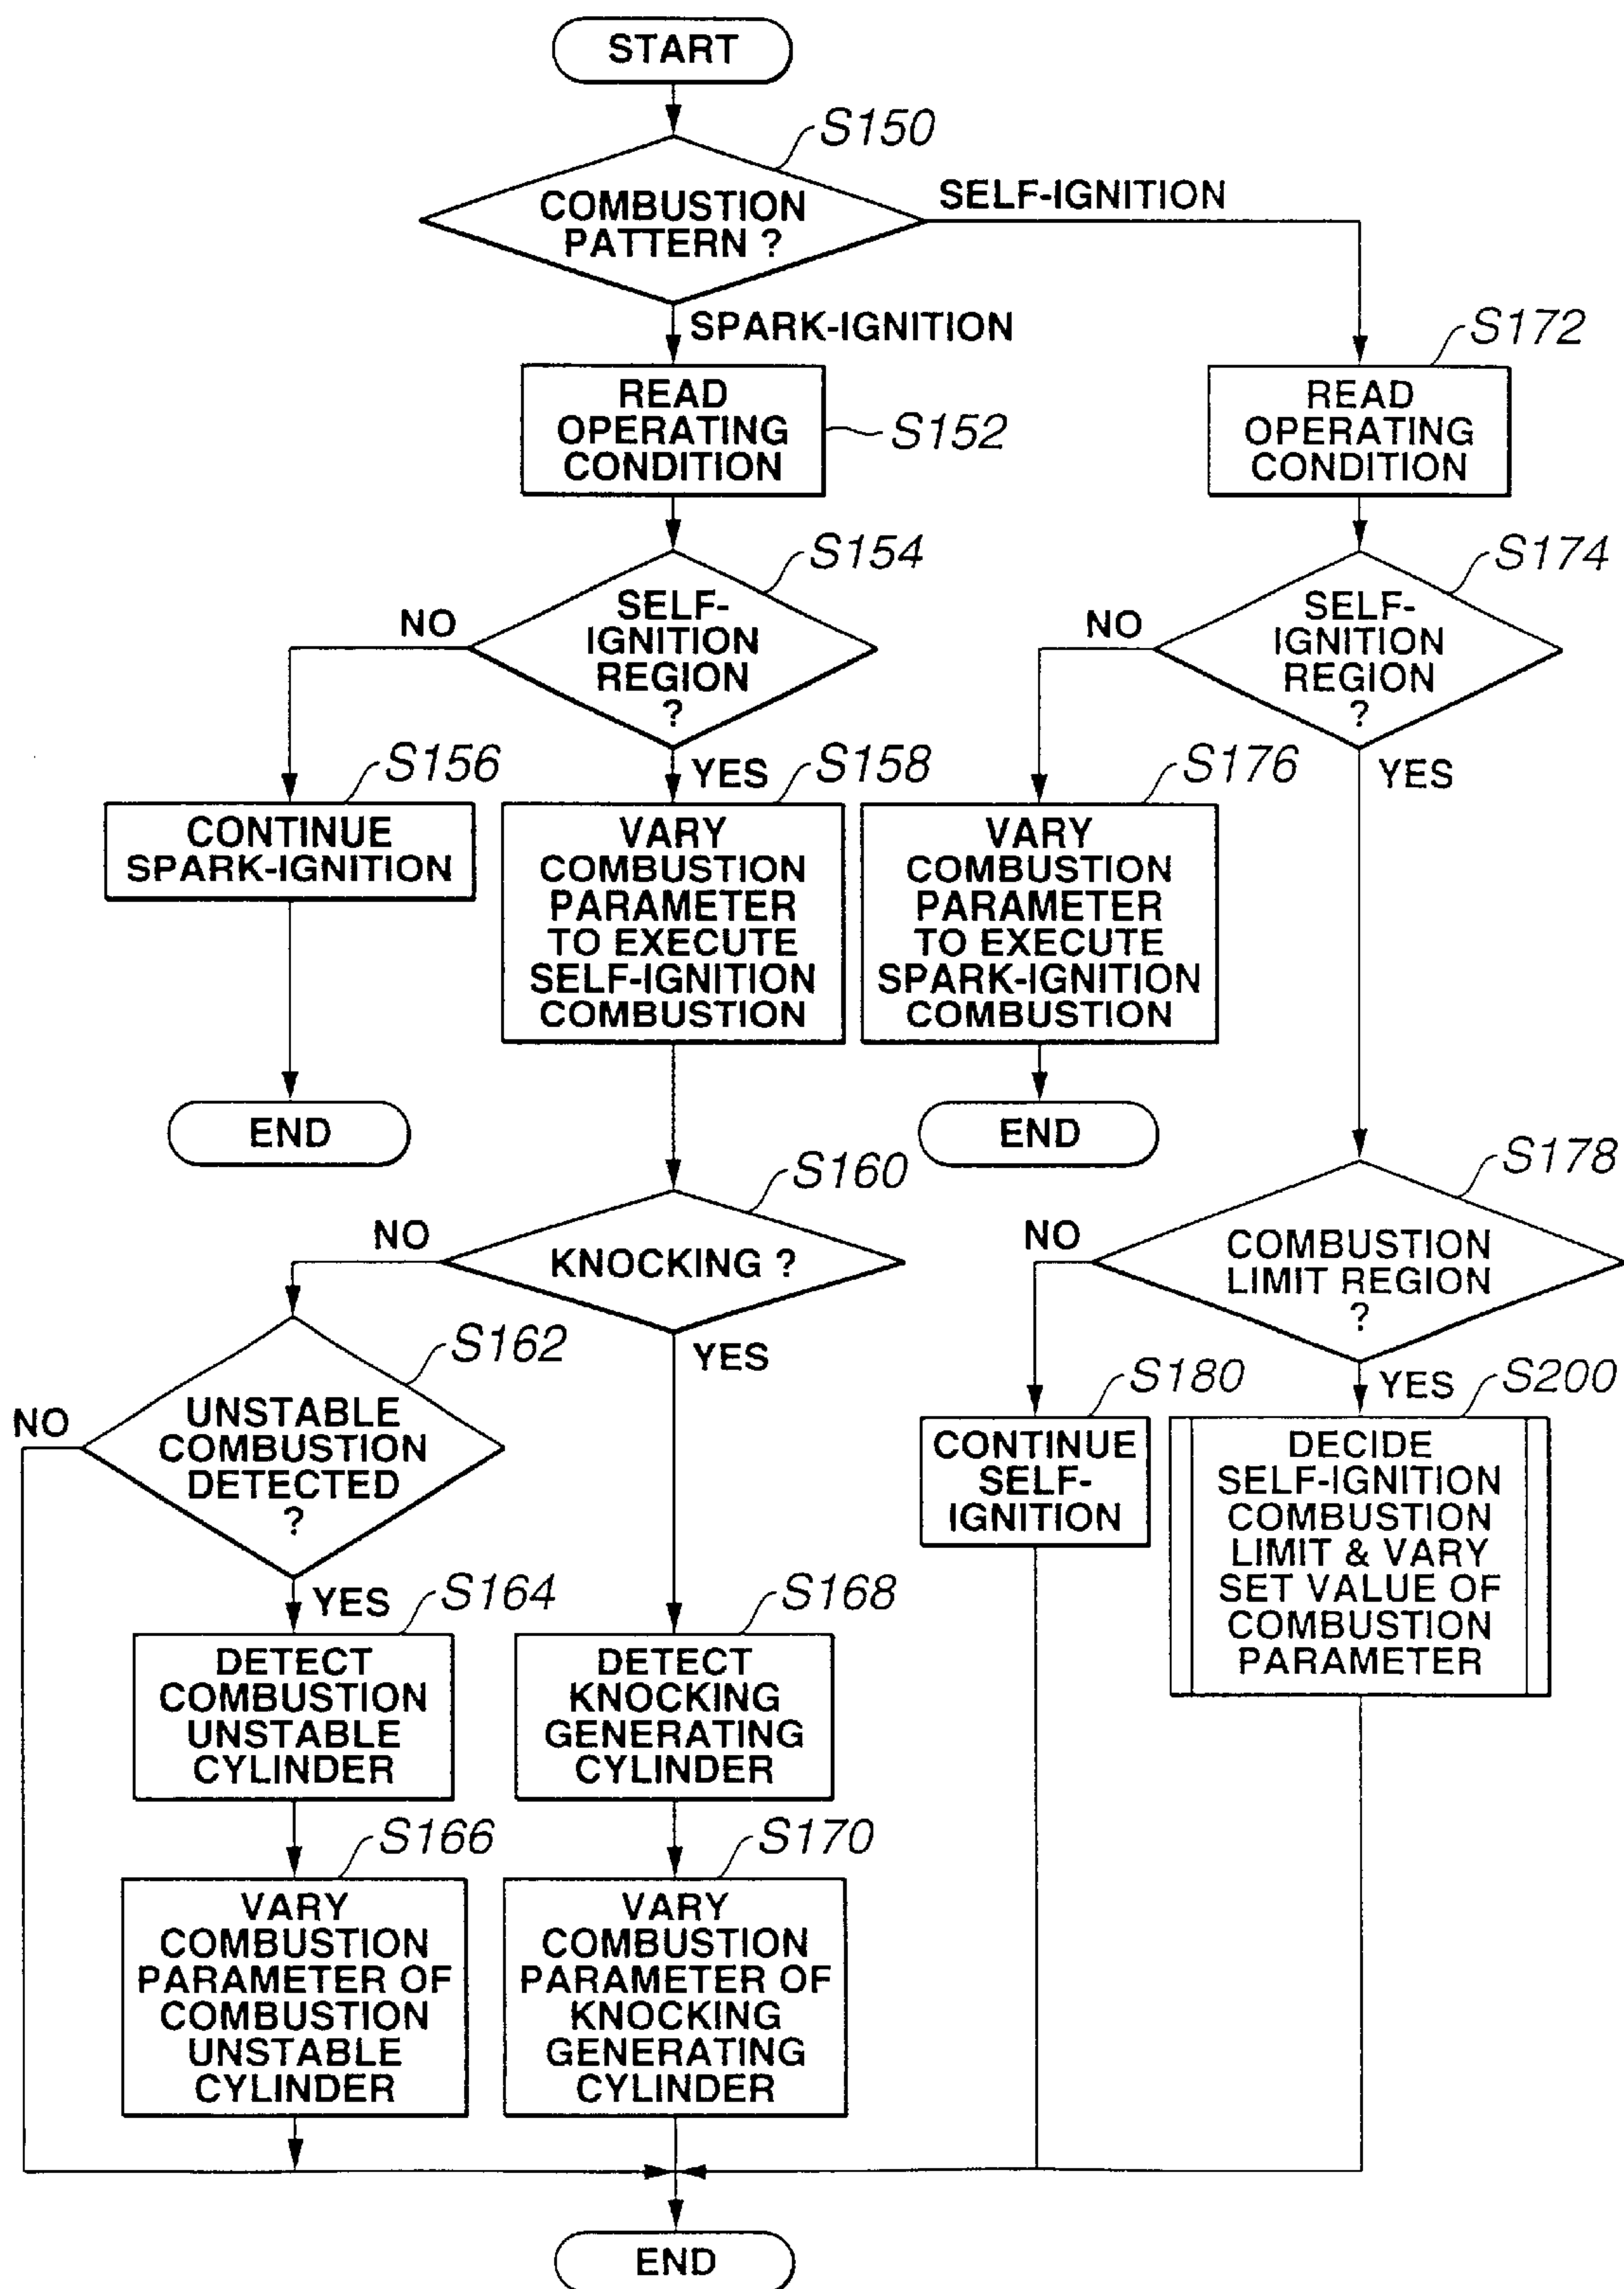 START
S150
COMBUSTION
PATTERN ?
SELF-IGNITION
SPARK-IGNITION
S172
READ
OPERATING
CONDITION
S152
READ
OPERATING
CONDITION
S154
SELF-
IGNITION
REGION
?
NO
S174
SELF-
IGNITION
REGION
?
NO
S156
YES
S158
S176
YES
CONTINUE
SPARK-IGNITION
VARY
COMBUSTION
PARAMETER
TO EXECUTE
SELF-IGNITION
COMBUSTION
VARY
COMBUSTION
PARAMETER
TO EXECUTE
SPARK-IGNITION
COMBUSTION
END
END
S160
S178
NO
KNOCKING ?
NO
COMBUSTION
LIMIT REGION
?
S162
YES
NO
UNSTABLE
COMBUSTION
DETECTED
?
S180
YES
S200
CONTINUE
SELF-
IGNITION
DECIDE
SELF-IGNITION
COMBUSTION
LIMIT & VARY
SET VALUE OF
COMBUSTION
PARAMETER
YES
S164
S168
DETECT
COMBUSTION
UNSTABLE
CYLINDER
DETECT
KNOCKING
GENERATING
CYLINDER
S166
S170
VARY
COMBUSTION
PARAMETER OF
COMBUSTION
UNSTABLE
CYLINDER
VARY
COMBUSTION
PARAMETER OF
KNOCKING
GENERATING
CYLINDER
END